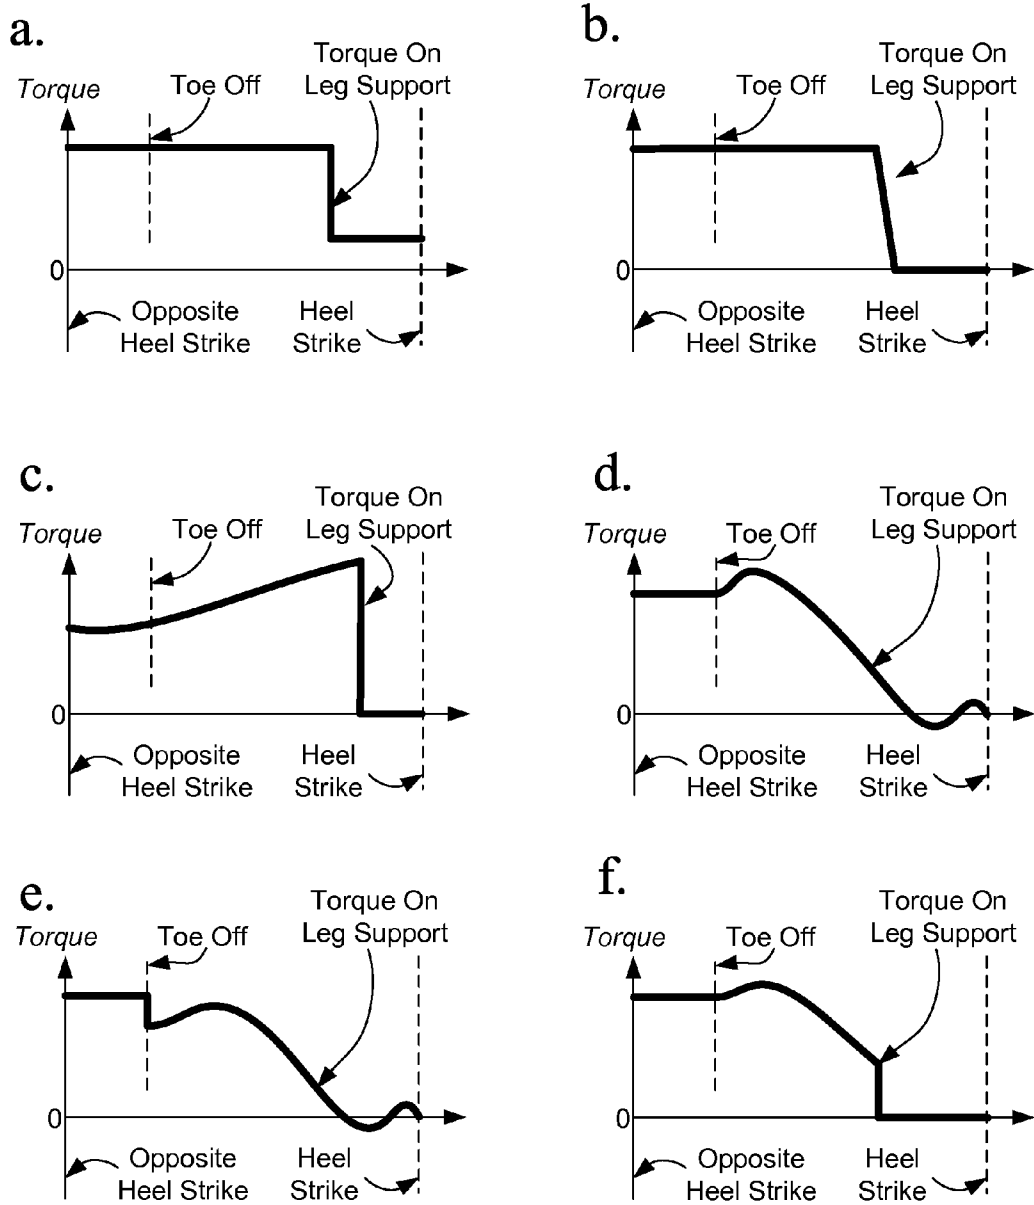 a.
Torque On
Leg Support
Toe Off
Torque
0
Opposite
Heel Strike
Heel
Strike
b.
Torque On
Leg Support
Toe Off
Torque
0
Opposite
Heel Strike
Heel
Strike
c.
Torque On
Leg Support
Toe Off
Torque
0
Opposite
Heel Strike
Heel
Strike
d.
Torque On
Leg Support
Toe Off
Torque
0
Opposite
Heel Strike
Heel
Strike
e.
Torque On
Leg Support
Toe Off
Torque
0
Opposite
Heel Strike
Heel
Strike
f.
Torque On
Leg Support
Toe Off
Torque
0
Opposite
Heel Strike
Heel
Strike